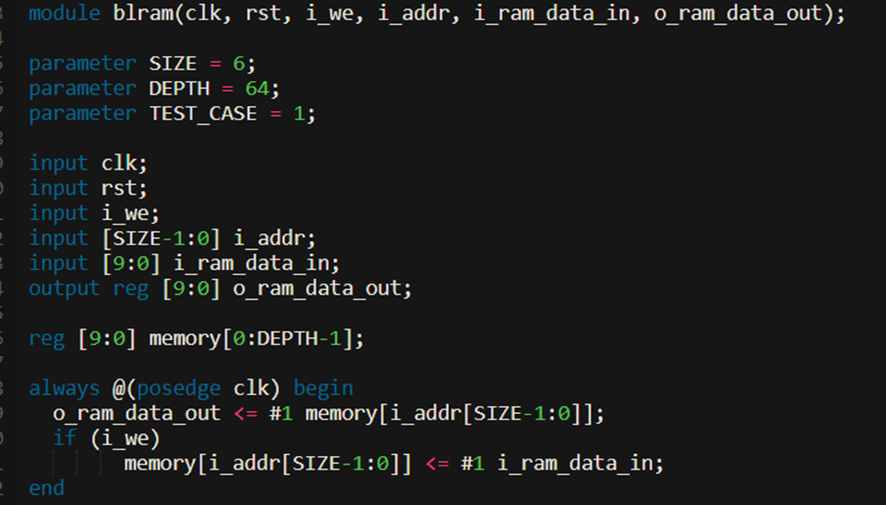 module blram(clk, rst, i_we, i_addr, i_ram_data_in, o_ram_data_out);
parameter SIZE = 6;
parameter DEPTH = 64;
parameter TEST_CASE = 1;
input clk;
input rst;
input i_we;
input [SIZE-1:0] i_addr;
input [9:0] i_ram_data_in;
output reg [9:0] o_ram_data_out;
reg [9:0] memory[0:DEPTH-1];
always @(posedge clk) begin
o_ram_data_out <= #1 memory[i_addr[SIZE-1:0]];
if (i_we)
memory[i_addr[SIZE-1:0]] <= #1 i_ram_data_in;
end